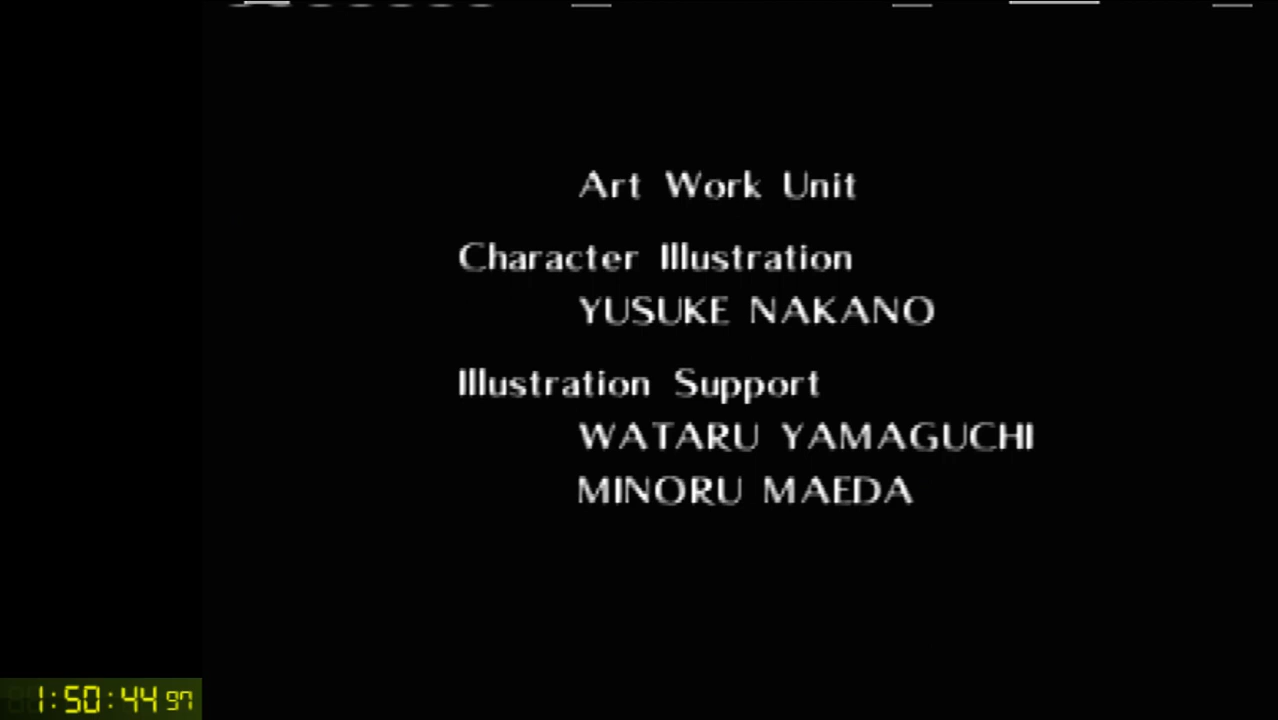 Art Work Unit
Character Illustration
YUSUKE NAKANO
Illustration Support
WATARU YAMAGUCHI
MINORU MAEDA
1:50:44 97